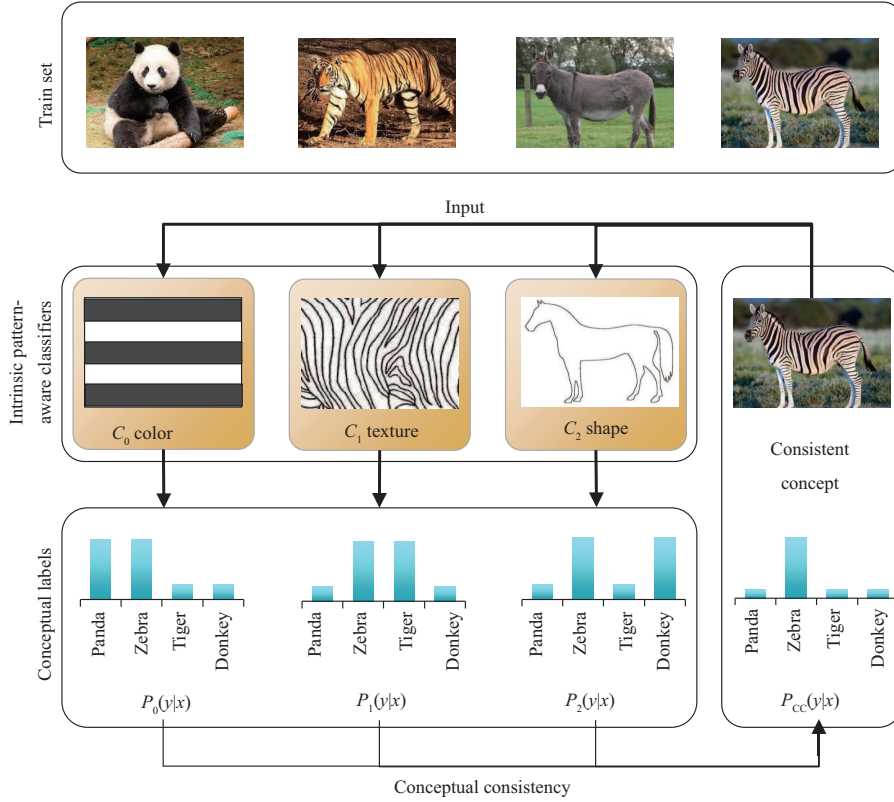 Train set
Input
Intrinsic pattern-
aware classifiers
C₀ color
C₁ texture
C₂ shape
Consistent
concept
Conceptual labels
Panda
Zebra
Tiger
Donkey
P₀(y|x)
Panda
Zebra
Tiger
Donkey
P₁(y|x)
Panda
Zebra
Tiger
Donkey
P₂(y|x)
Panda
Zebra
Tiger
Donkey
P_CC(y|x)
Conceptual consistency